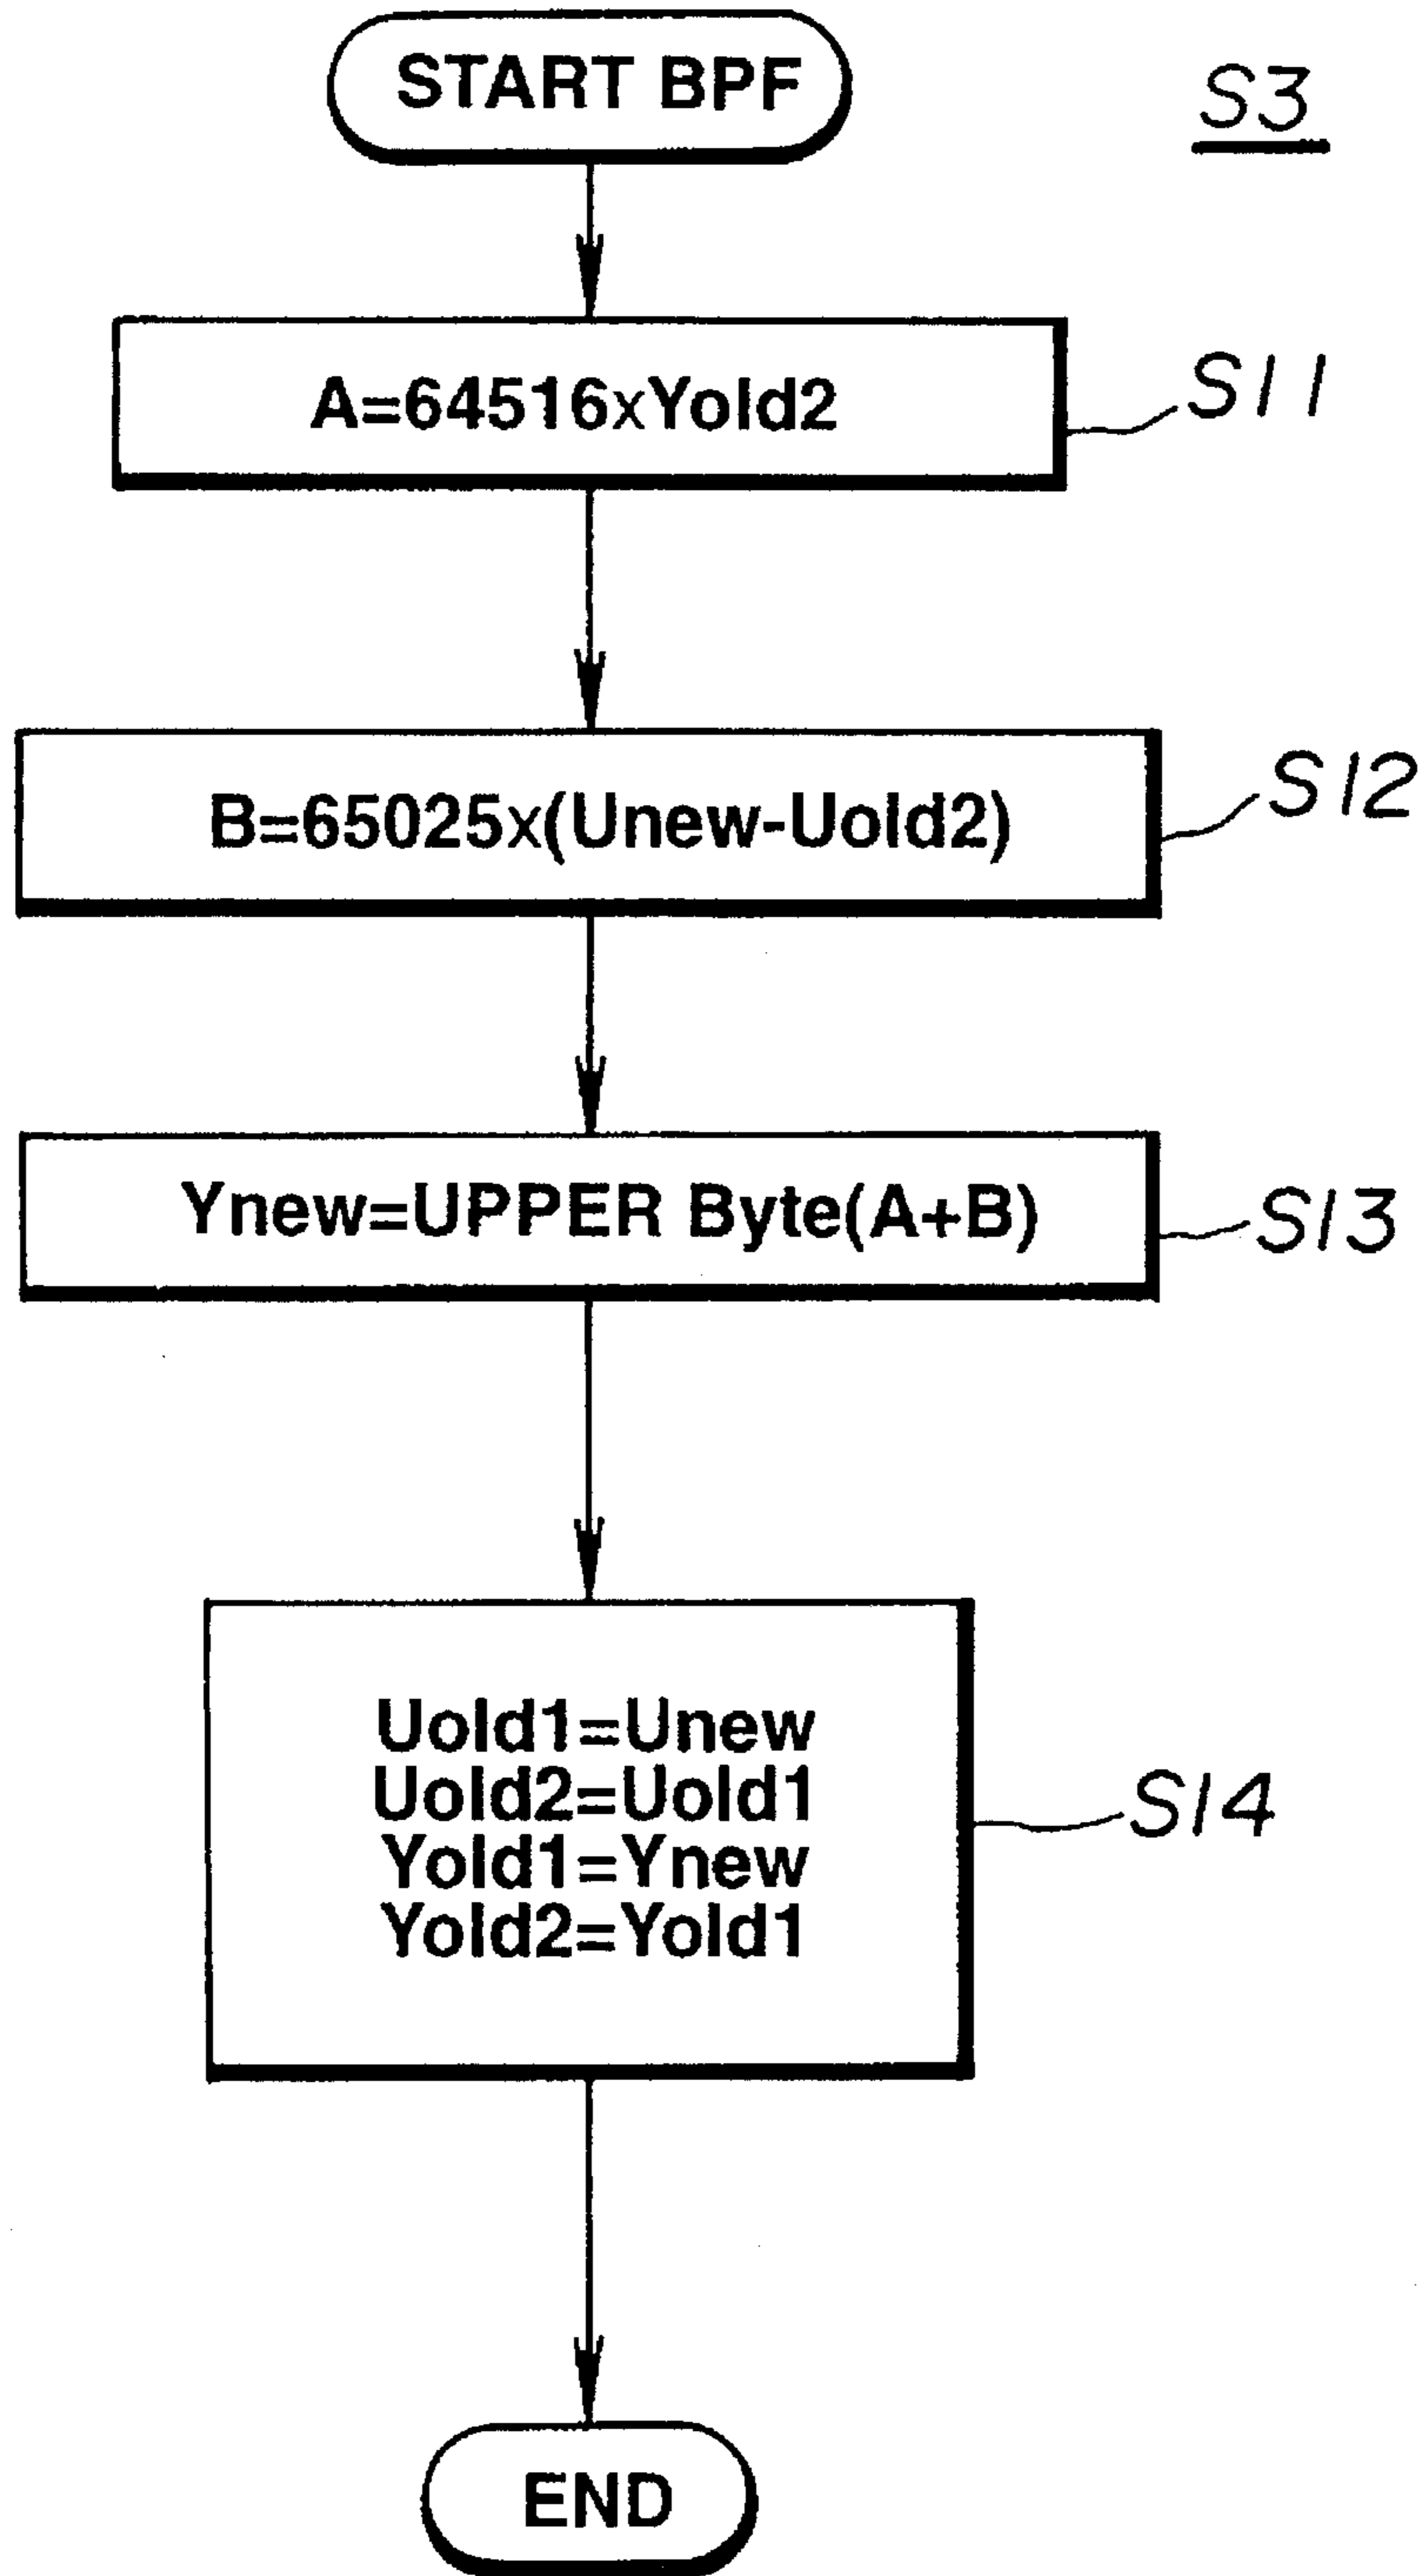 START BPF
S3
A=64516xYold2
S11
B=65025x(Unew-Uold2)
S12
Ynew=UPPER Byte(A+B)
S13
Uold1=Unew
Uold2=Uold1
Yold1=Ynew
Yold2=Yold1
S14
END